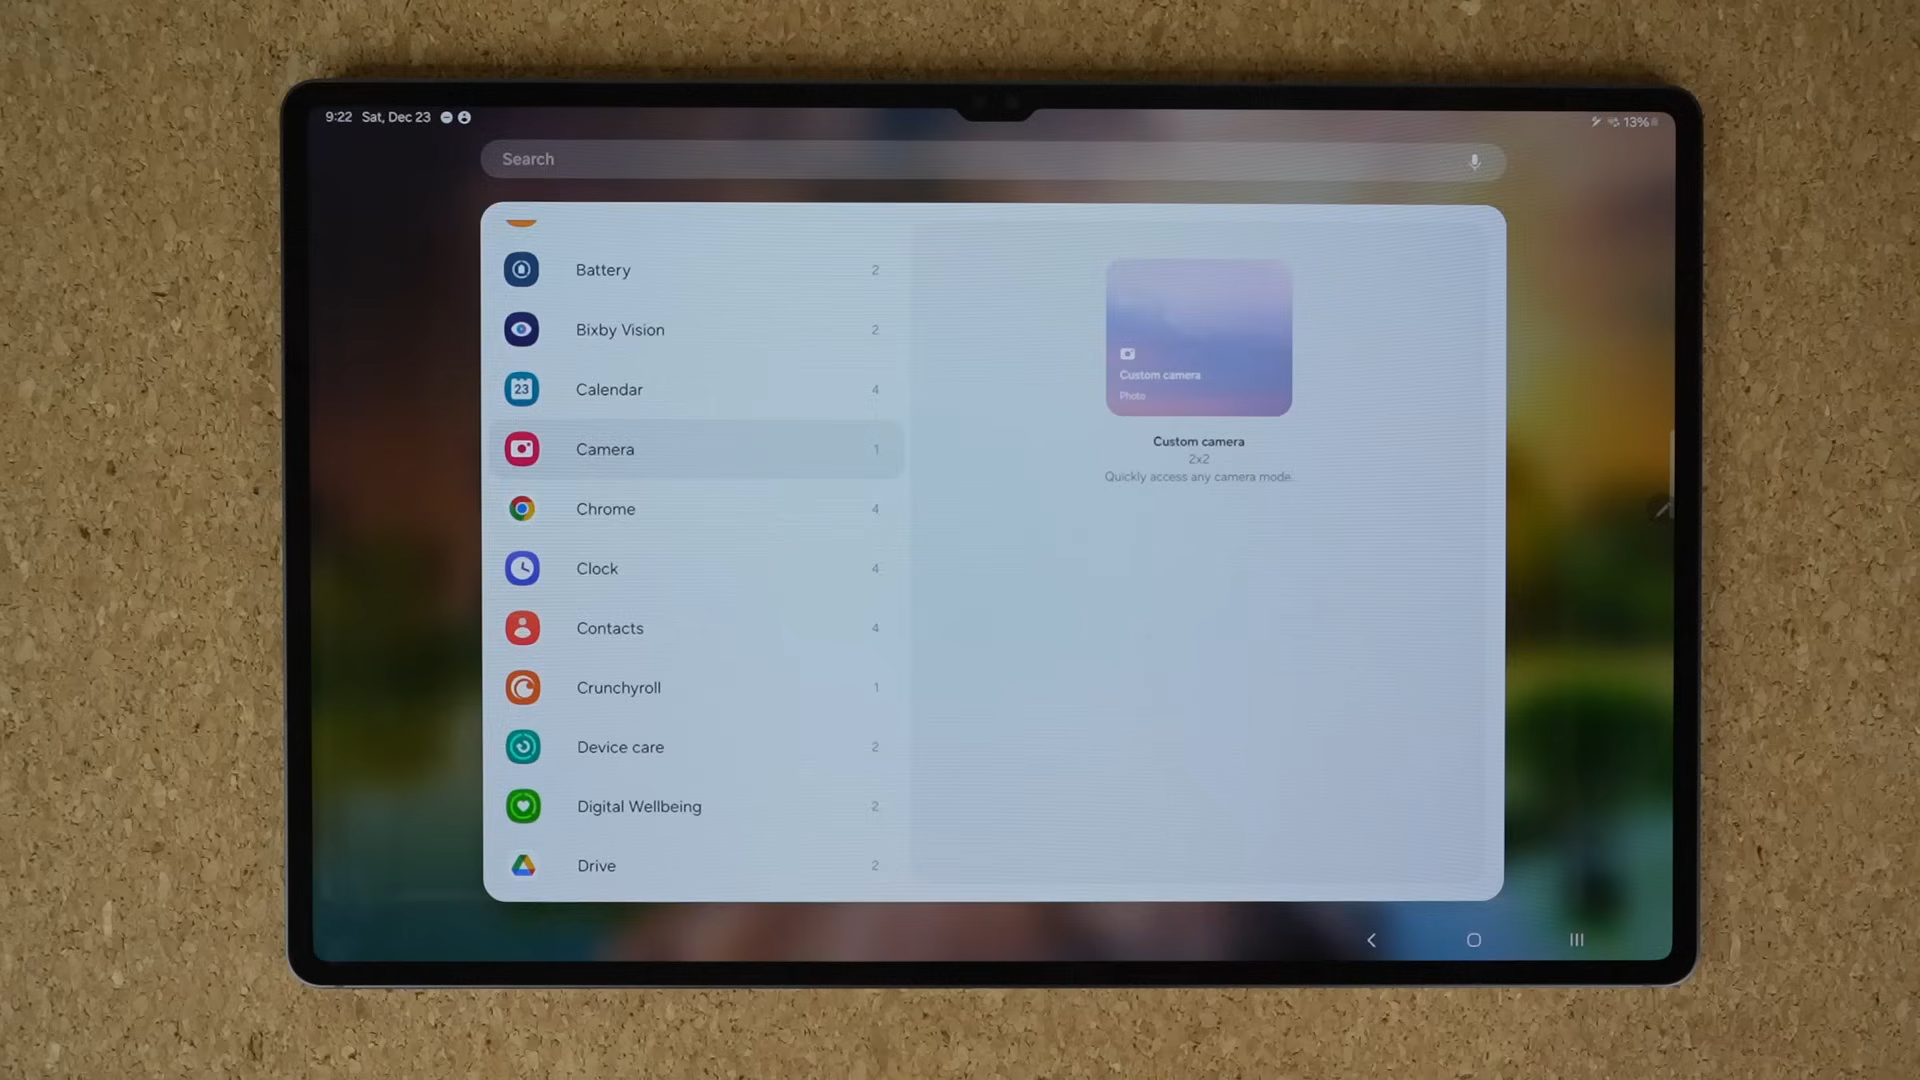 9:22 Sat, Dec 23
13%
Search
Battery 2
Bixby Vision 2
23
Calendar 4
Camera 1
Chrome 4
Clock 4
Contacts 4
Crunchyroll 1
Device care 2
Digital Wellbeing 2
Drive 2
Custom camera
Photo
Custom camera
2x2
Quickly access any camera mode.